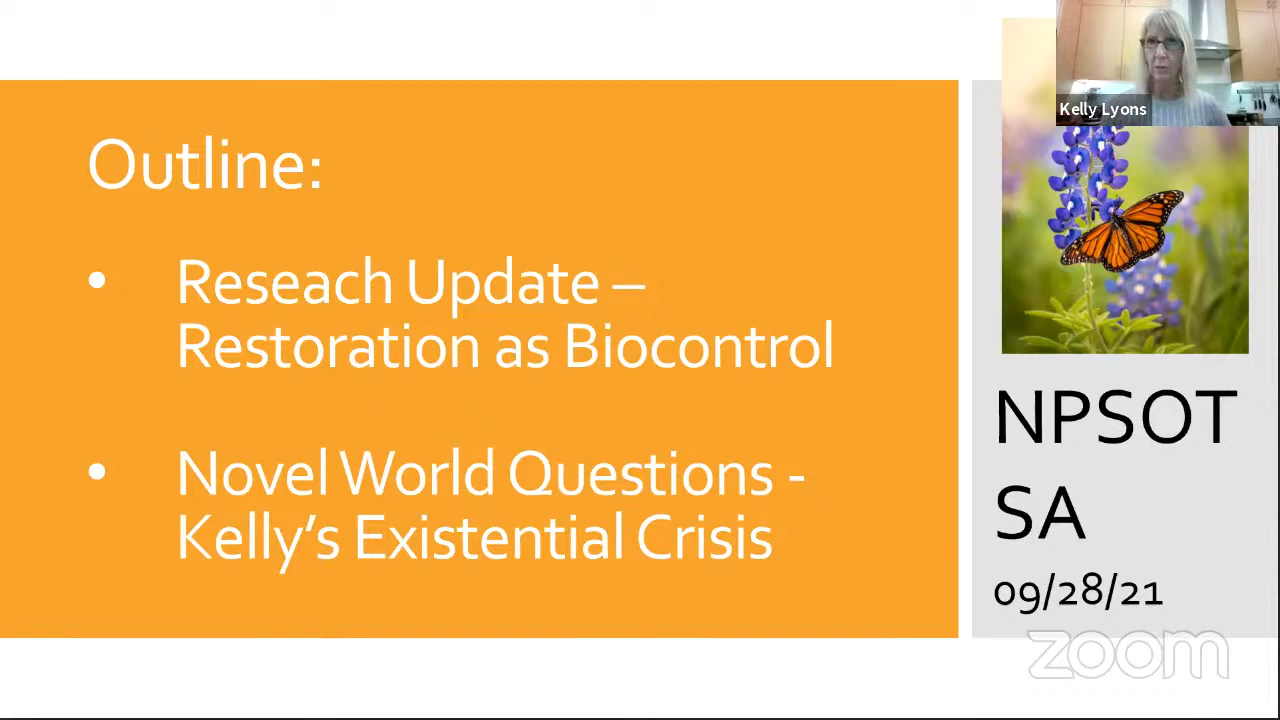 Outline:
• Reseach Update –
Restoration as Biocontrol
• Novel World Questions -
Kelly’s Existential Crisis
Kelly Lyons
NPSOT
SA
09/28/21
zoom